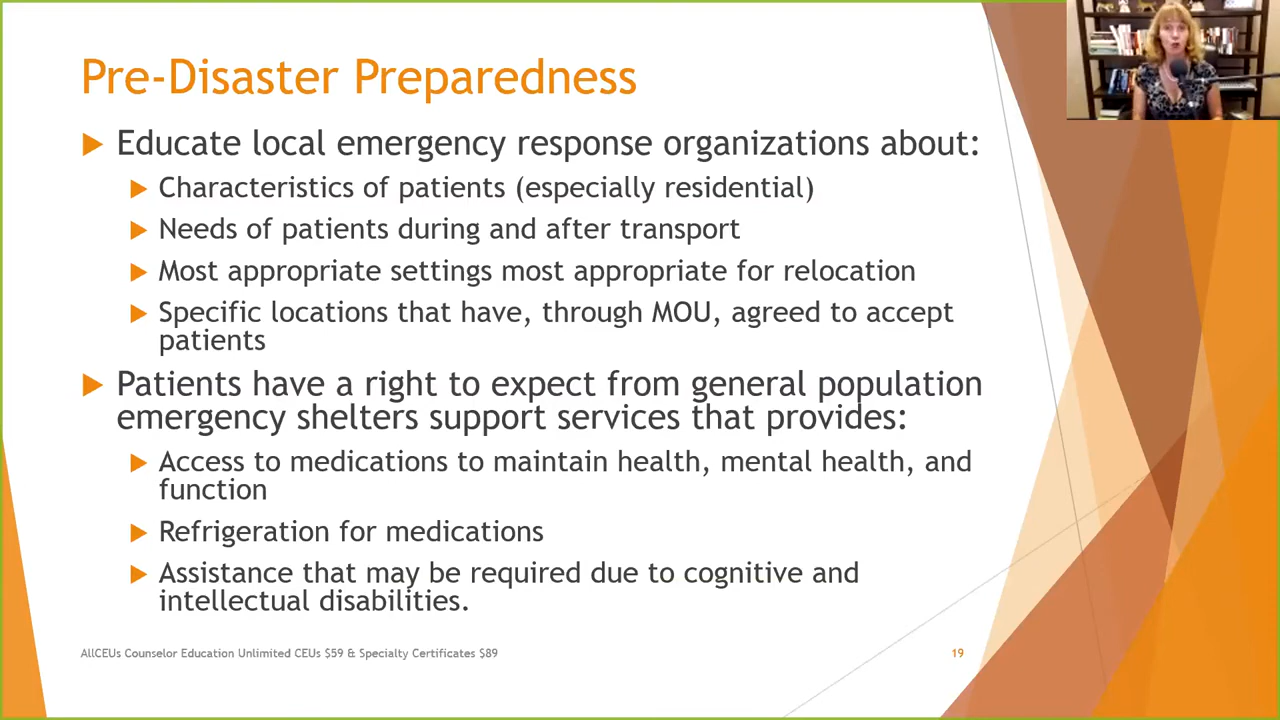 Pre-Disaster Preparedness
Educate local emergency response organizations about:
Characteristics of patients (especially residential)
Needs of patients during and after transport
Most appropriate settings most appropriate for relocation
Specific locations that have, through MOU, agreed to accept
patients
Patients have a right to expect from general population
emergency shelters support services that provides:
Access to medications to maintain health, mental health, and
function
Refrigeration for medications
Assistance that may be required due to cognitive and
intellectual disabilities.
AllCEUs Counselor Education Unlimited CEUs $59 & Specialty Certificates $89
19